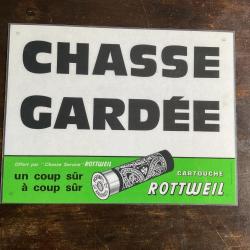 CHASSE
GARDÉE
Offert par "Chasse Service" ROTTWEIL
un coup sûr
à coup sûr
CARTOUCHE
ROTTWEIL